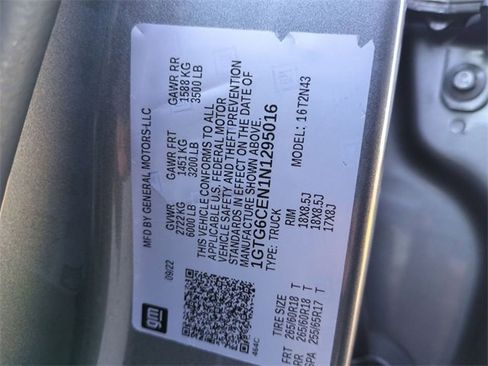 MFD BY GENERAL MOTORS-LLC
09/22
GVWR GAWR FRT GAWR RR
2722 KG 1451 KG 1588 KG
6000 LB 3200 LB 3500 LB
THIS VEHICLE CONFORMS TO ALL
APPLICABLE U.S. FEDERAL MOTOR
VEHICLE SAFETY AND THEFT PREVENTION
STANDARDS IN EFFECT ON THE DATE OF
MANUFACTURE SHOWN ABOVE.
1GTG6CEN1N1295016
TYPE: TRUCK MODEL: 16T2N43
gm
464C
TIRE SIZE RIM
FRT 265/60R18 T 18X8.5J
RR 265/60R18 T 18X8.5J
SPA 255/65R17 T 17X8J